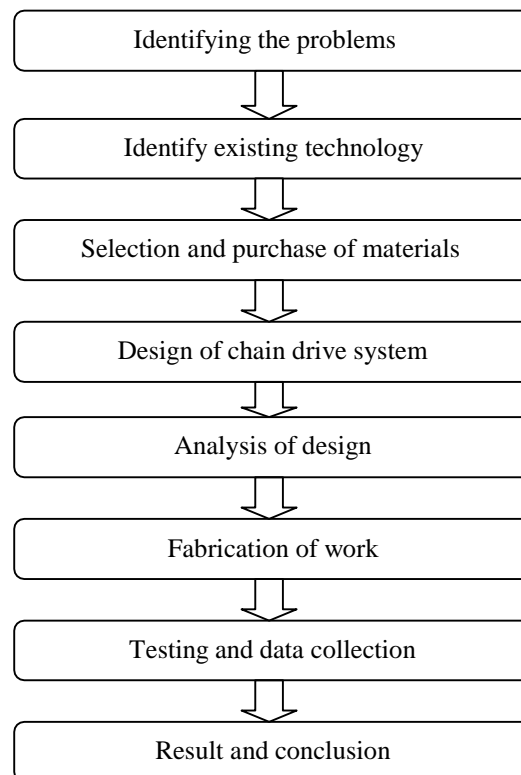 Identifying the problems
Identify existing technology
Selection and purchase of materials
Design of chain drive system
Analysis of design
Fabrication of work
Testing and data collection
Result and conclusion